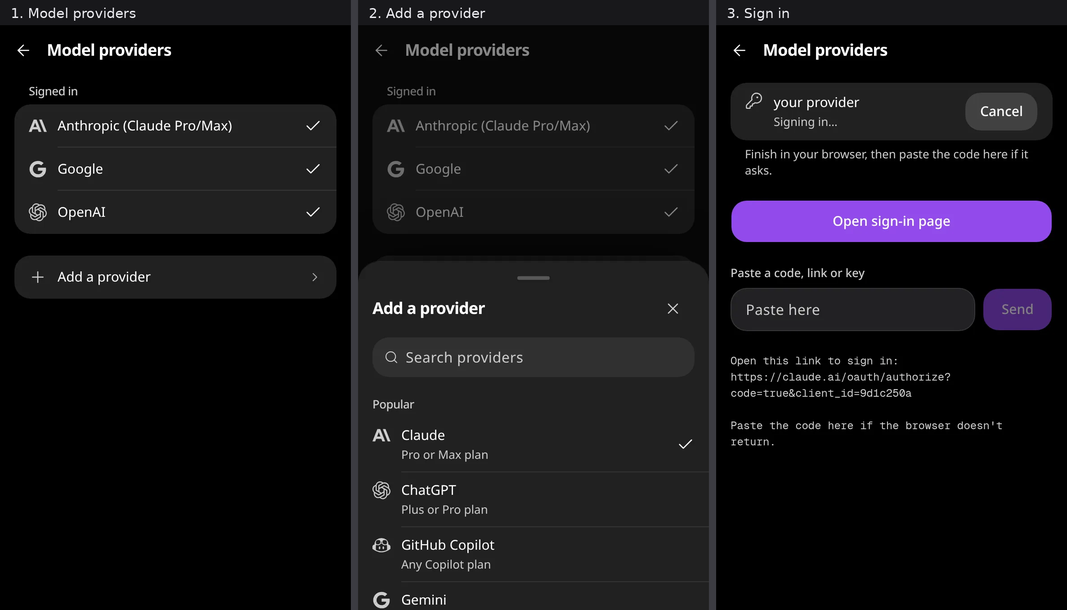 1. Model providers
Model providers
Signed in
Anthropic (Claude Pro/Max)
Google
OpenAI
Add a provider
2. Add a provider
Model providers
Signed in
Anthropic (Claude Pro/Max)
Google
OpenAI
Add a provider
Search providers
Popular
Claude
Pro or Max plan
ChatGPT
Plus or Pro plan
GitHub Copilot
Any Copilot plan
Gemini
3. Sign in
Model providers
your provider
Signing in...
Cancel
Finish in your browser, then paste the code here if it
asks.
Open sign-in page
Paste a code, link or key
Paste here
Send
Open this link to sign in:
https://claude.ai/oauth/authorize?
code=true&client_id=9d1c250a
Paste the code here if the browser doesn't
return.